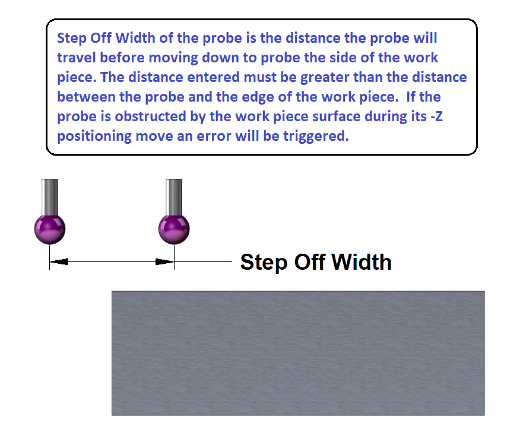 Step Off Width of the probe is the distance the probe will
travel before moving down to probe the side of the work
piece. The distance entered must be greater than the distance
between the probe and the edge of the work piece. If the
probe is obstructed by the work piece surface during its -Z
positioning move an error will be triggered.
Step Off Width